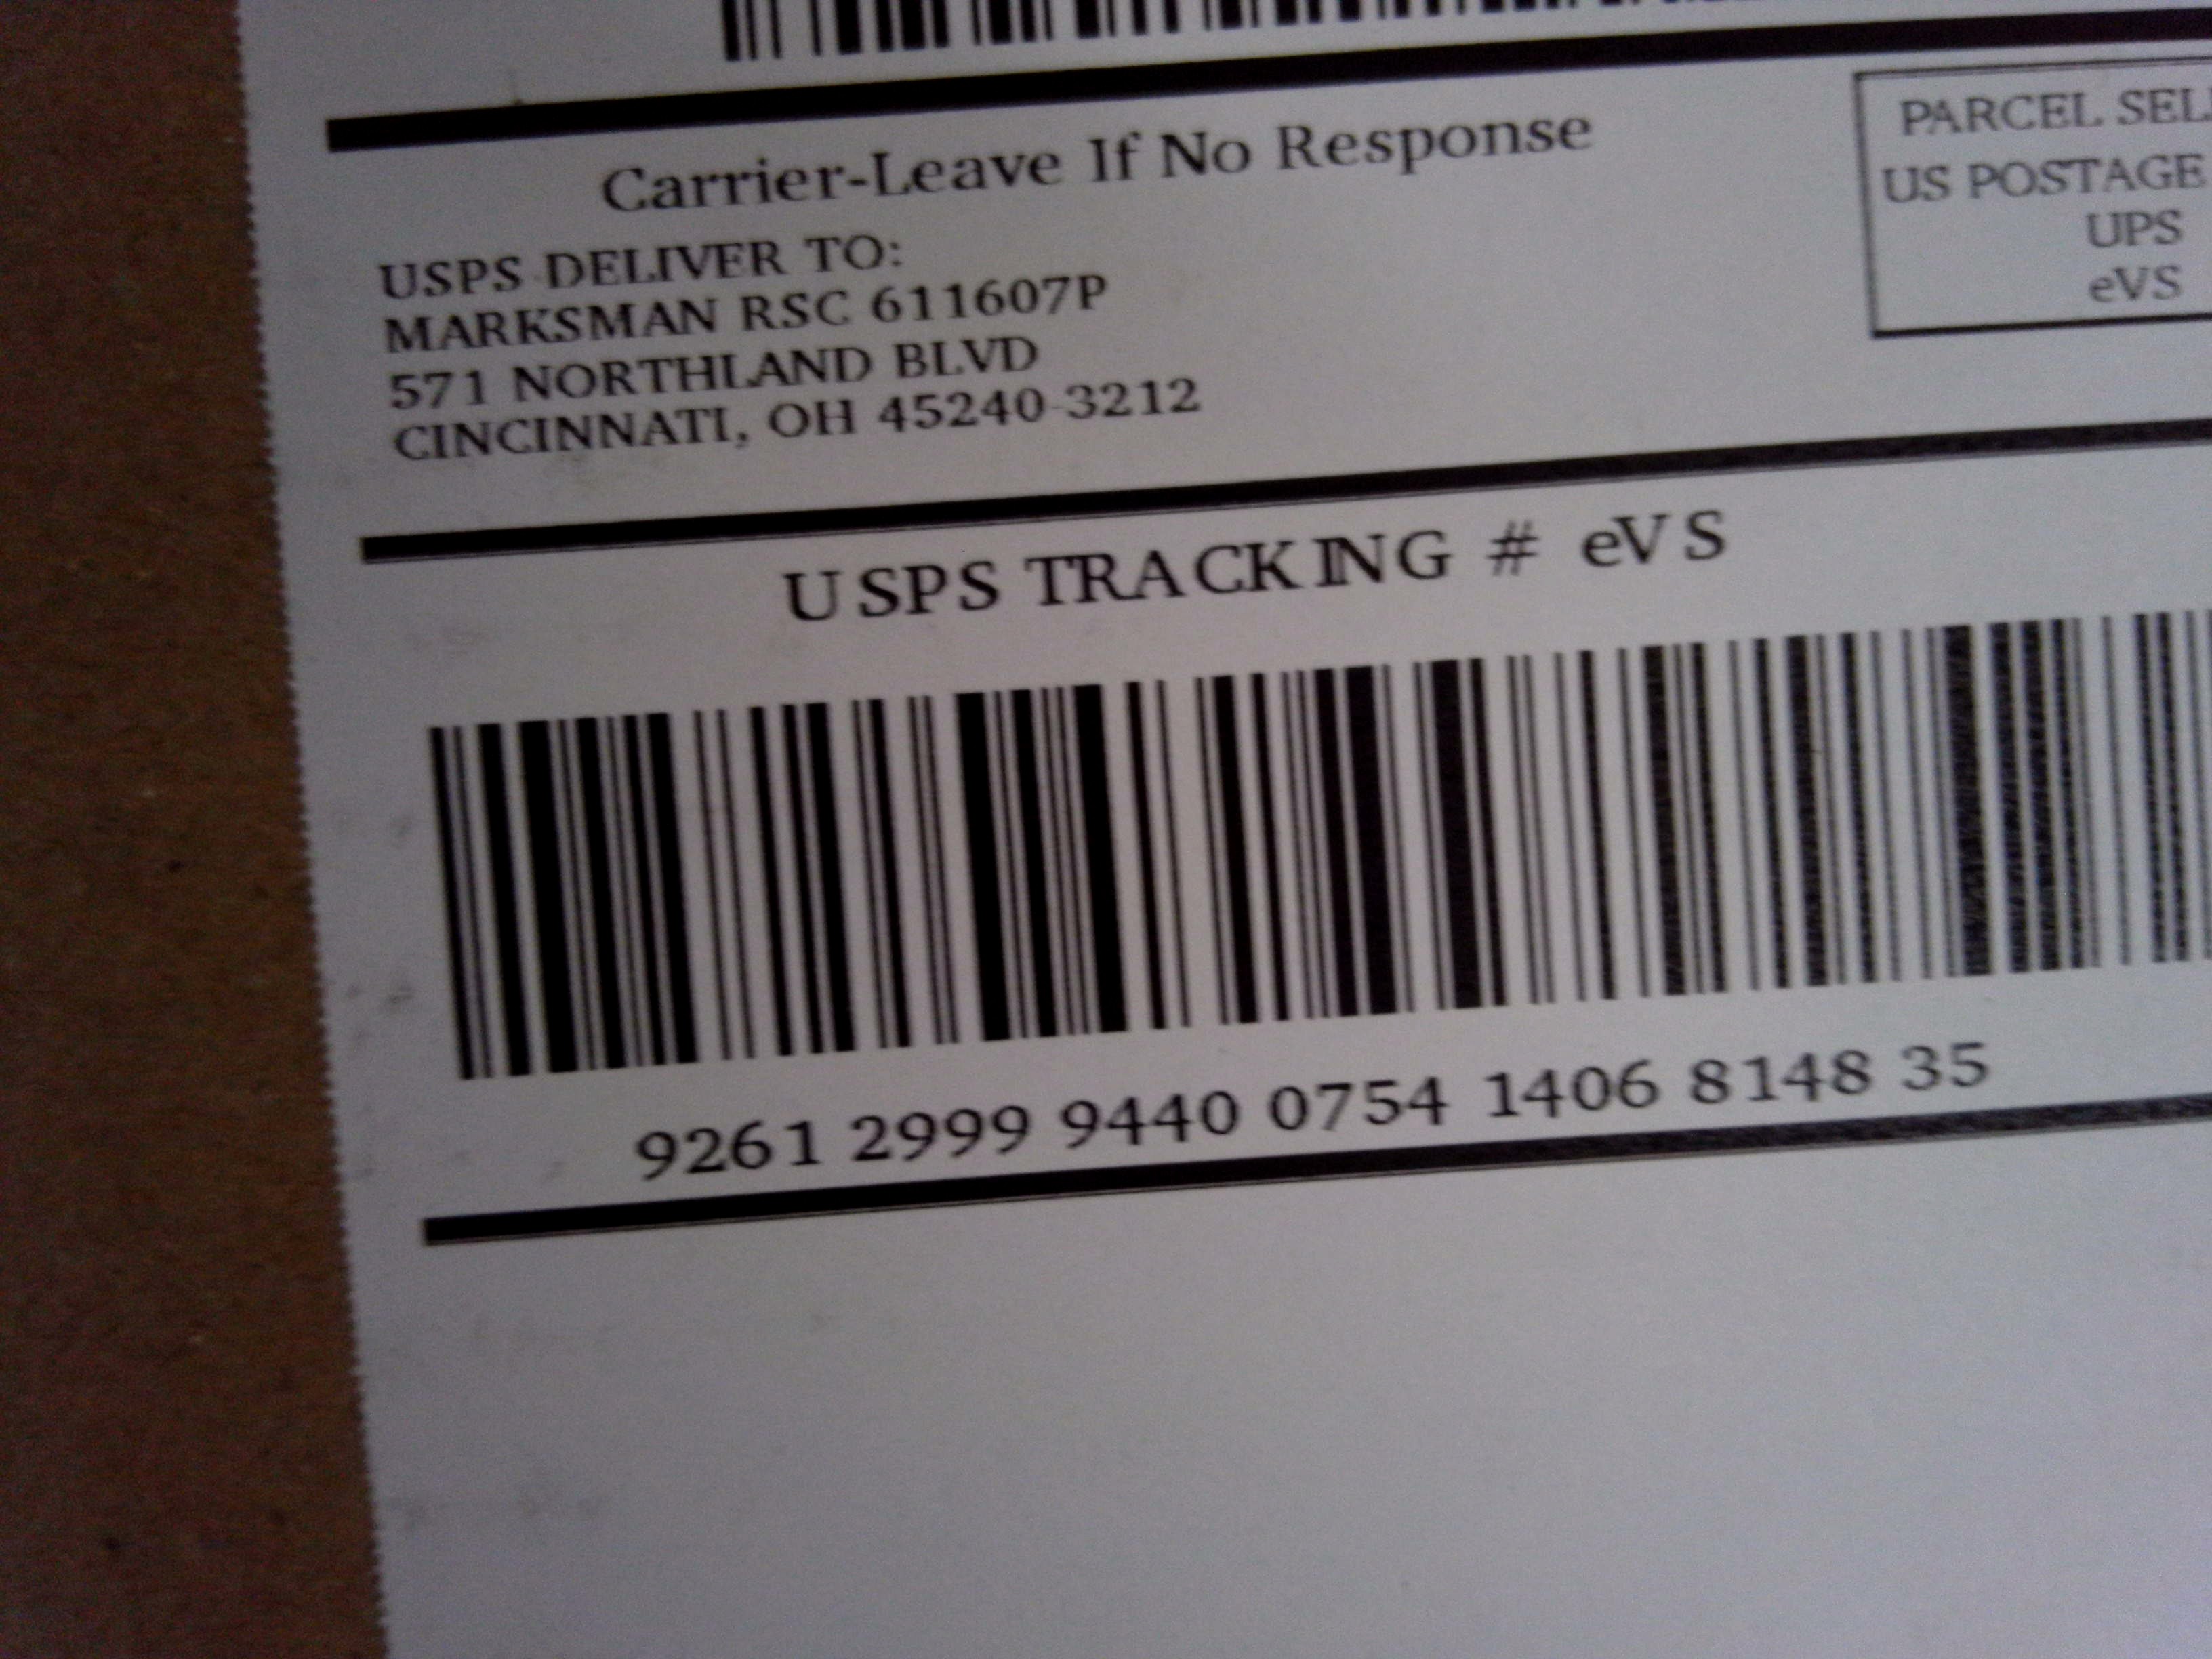 Carrier-Leave If No Response
PARCEL SEL
US POSTAGE
UPS
eVS
USPS DELIVER TO:
MARKSMAN RSC 611607P
571 NORTHLAND BLVD
CINCINNATI, OH 45240-3212
USPS TRACKING # eVS
9261 2999 9440 0754 1406 8148 35